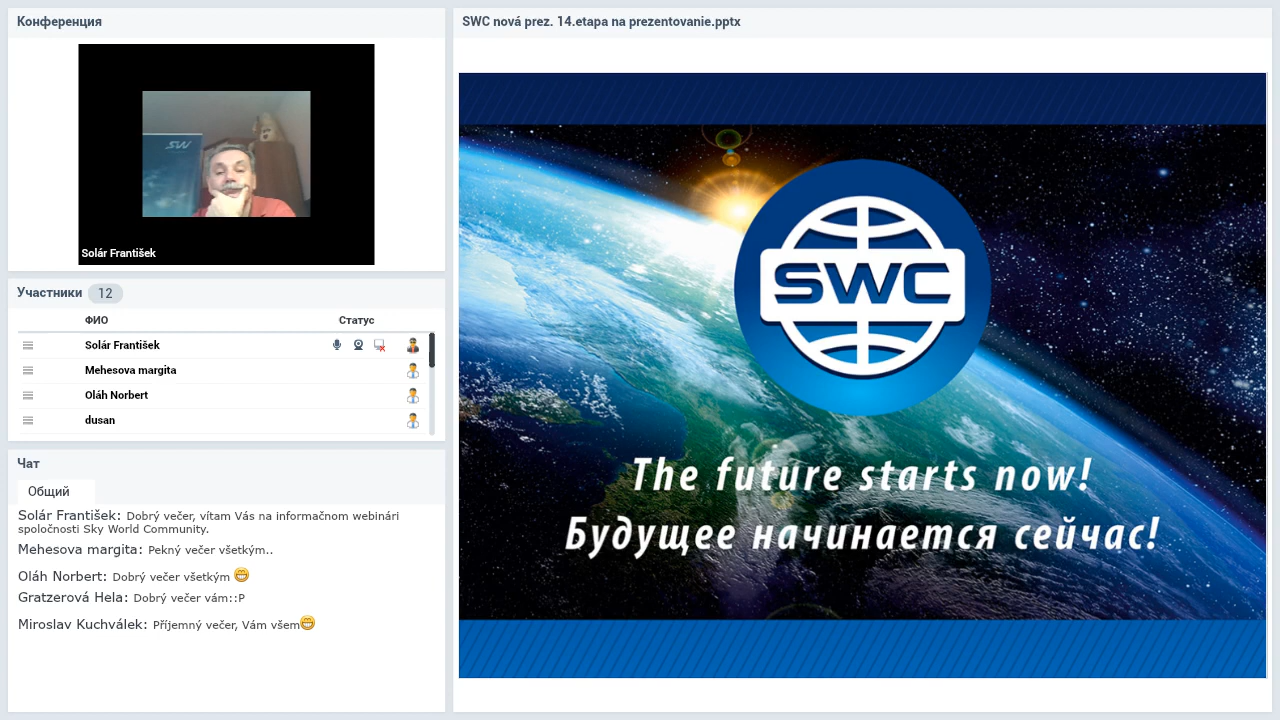 Конференция
Solár František
Участники 12
ФИО Статус
Solár František
Mehesova margita
Oláh Norbert
dusan
Чат
Общий
Solár František: Dobrý večer, vítam Vás na informačnom webinári
spoločnosti Sky World Community.
Mehesova margita: Pekný večer všetkým..
Oláh Norbert: Dobrý večer všetkým
Gratzerová Hela: Dobrý večer vám::P
Miroslav Kuchválek: Příjemný večer, Vám všem
SWC nová prez. 14.etapa na prezentovanie.pptx
SWC
The future starts now!
Будущее начинается сейчас!